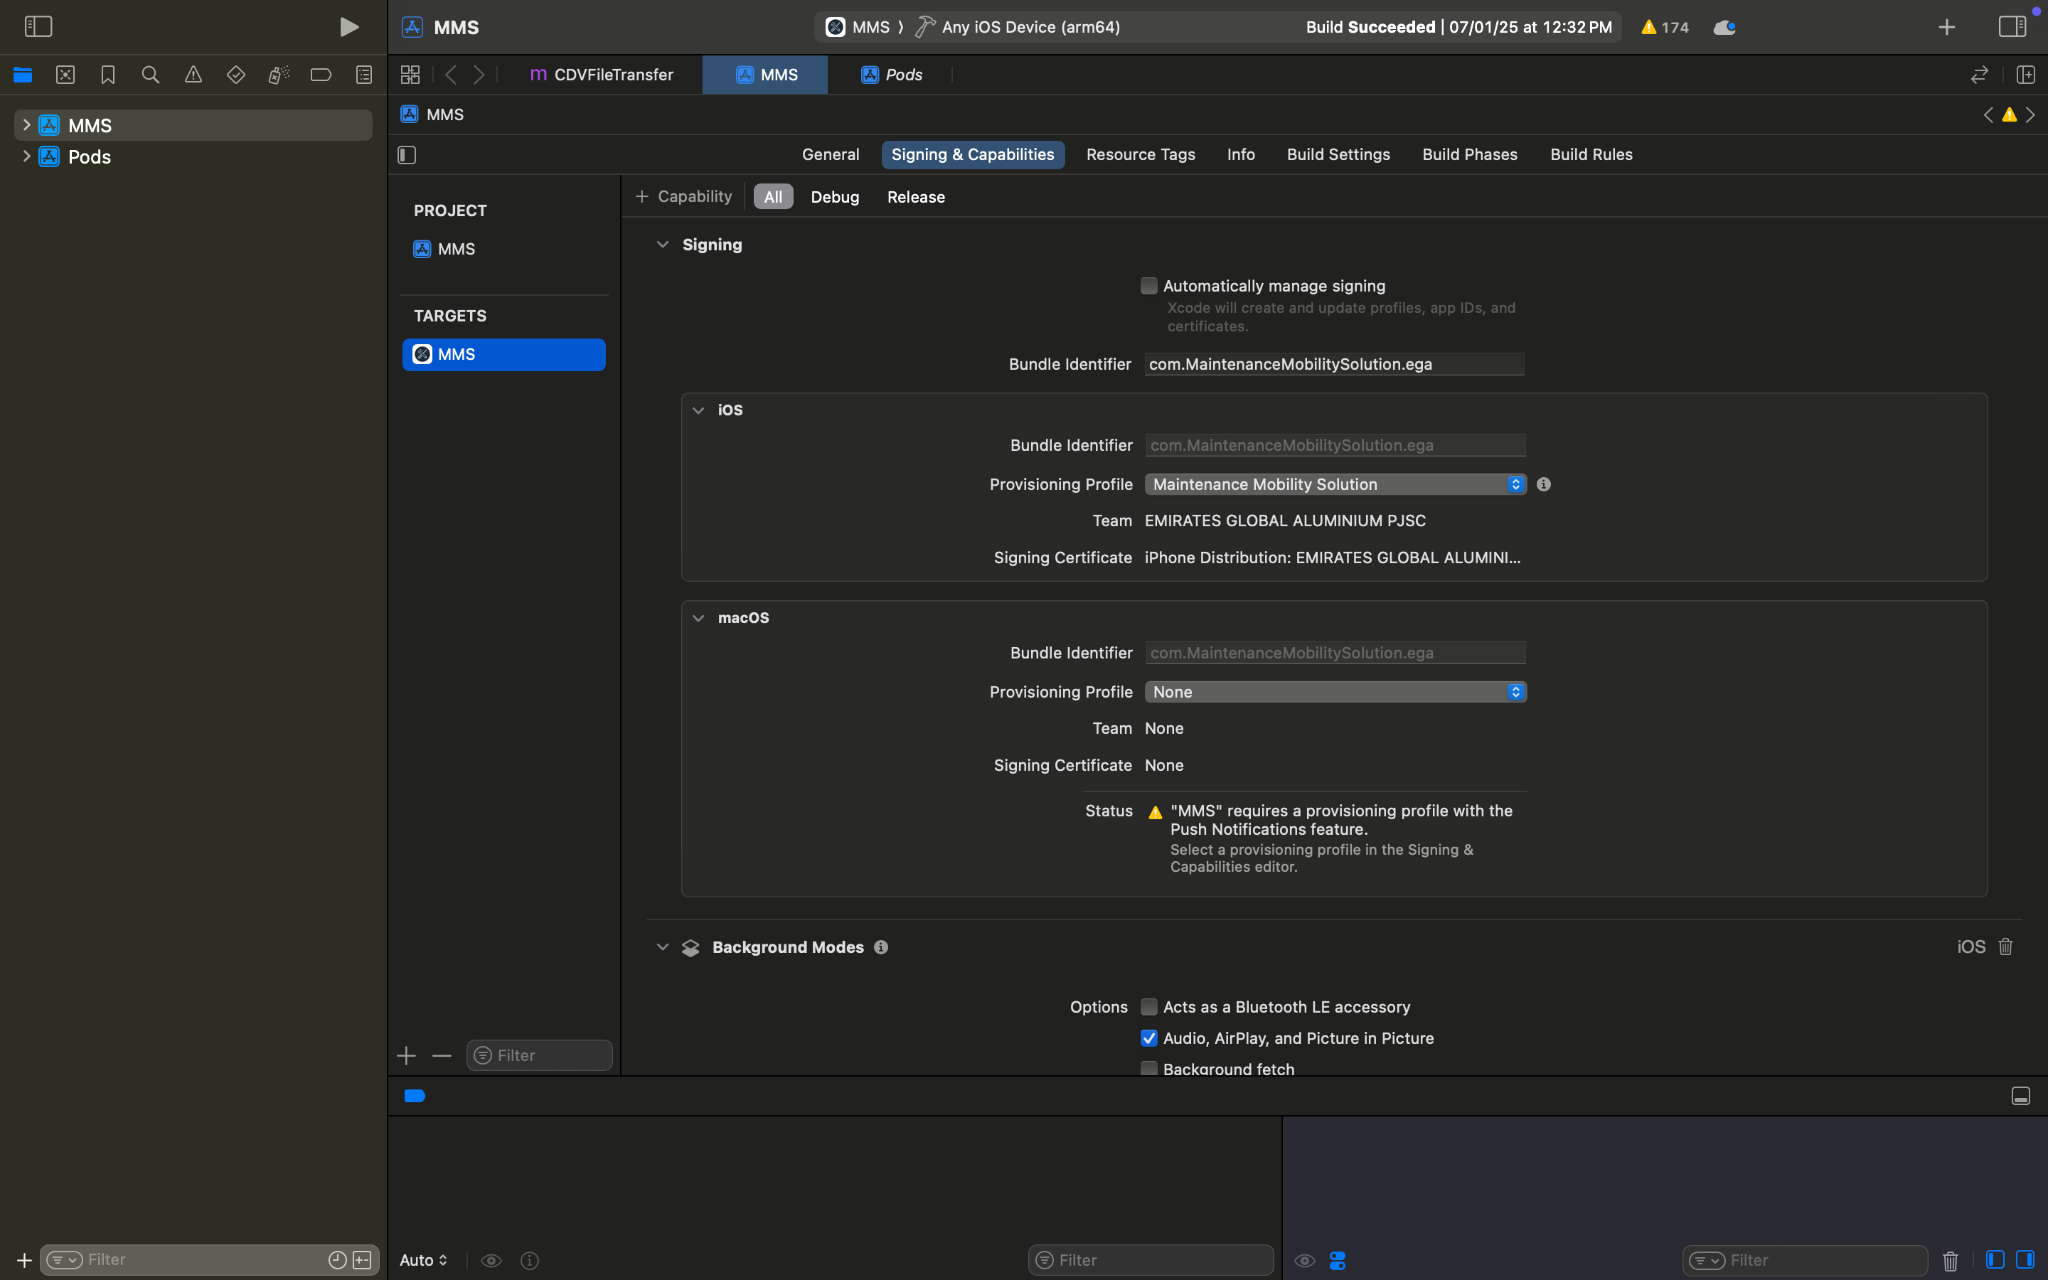 MMS
MMS 〉 Any iOS Device (arm64)
Build Succeeded | 07/01/25 at 12:32 PM
174
CDVFileTransfer
MMS
Pods
MMS
Pods
MMS
General
Signing & Capabilities
Resource Tags
Info
Build Settings
Build Phases
Build Rules
PROJECT
MMS
TARGETS
MMS
+ Capability
All
Debug
Release
Signing
Automatically manage signing
Xcode will create and update profiles, app IDs, and
certificates.
Bundle Identifier com.MaintenanceMobilitySolution.ega
iOS
Bundle Identifier com.MaintenanceMobilitySolution.ega
Provisioning Profile Maintenance Mobility Solution
Team EMIRATES GLOBAL ALUMINIUM PJSC
Signing Certificate iPhone Distribution: EMIRATES GLOBAL ALUMINI...
macOS
Bundle Identifier com.MaintenanceMobilitySolution.ega
Provisioning Profile None
Team None
Signing Certificate None
Status "MMS" requires a provisioning profile with the
Push Notifications feature.
Select a provisioning profile in the Signing &
Capabilities editor.
Background Modes
iOS
Options Acts as a Bluetooth LE accessory
Audio, AirPlay, and Picture in Picture
Background fetch
Filter
Filter
Auto
Filter
Filter